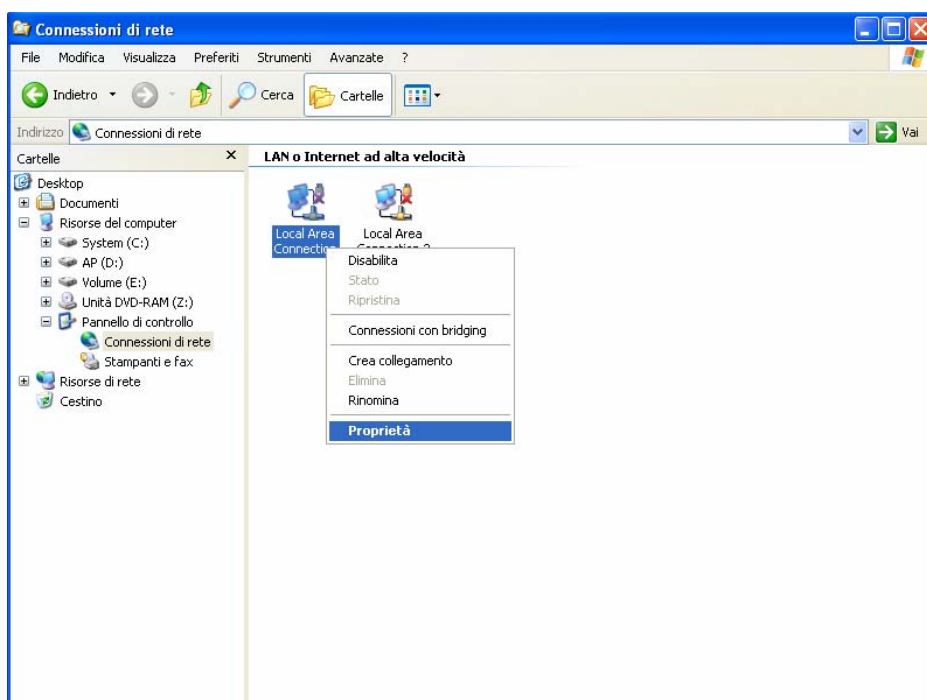 Connessioni di rete
File Modifica Visualizza Preferiti Strumenti Avanzate ?
Indietro Cerca Cartelle
Indirizzo Connessioni di rete Vai
Cartelle
LAN o Internet ad alta velocità
Desktop
Documenti
Risorse del computer
System (C:)
AP (D:)
Volume (E:)
Unità DVD-RAM (Z:)
Pannello di controllo
Connessioni di rete
Stampanti e fax
Risorse di rete
Cestino
Local Area
Connection
Local Area
Connection 2
Disabilita
Stato
Ripristina
Connessioni con bridging
Crea collegamento
Elimina
Rinomina
Proprietà